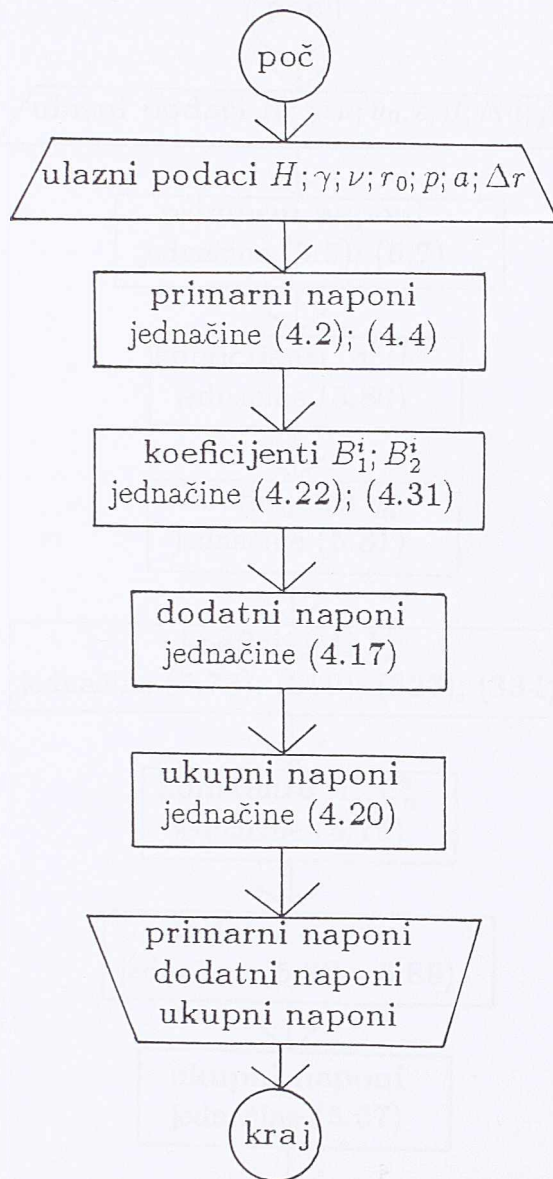 poč
ulazni podaci H; γ; ν; r₀; p; a; Δr
primarni naponi
jednačine (4.2); (4.4)
koeficijenti B₁ⁱ; B₂ⁱ
jednačine (4.22); (4.31)
dodatni naponi
jednačine (4.17)
ukupni naponi
jednačine (4.20)
primarni naponi
dodatni naponi
ukupni naponi
kraj